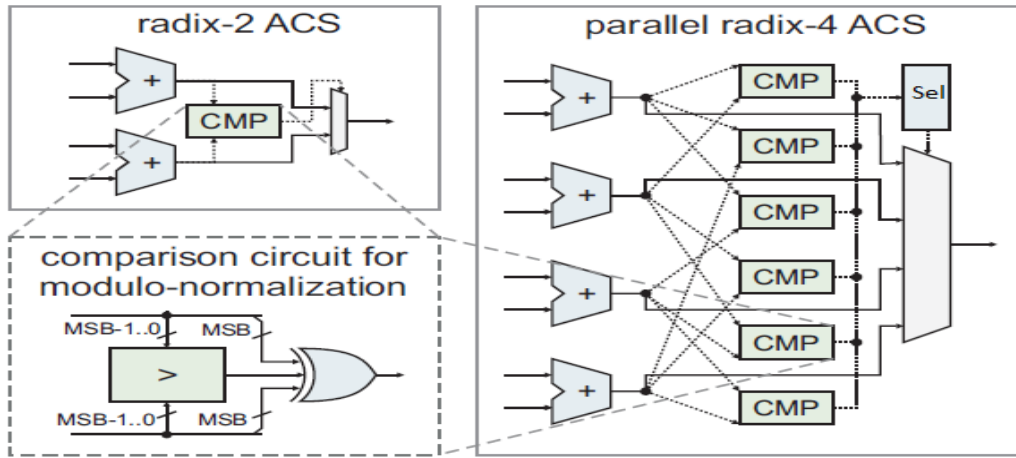 radix-2 ACS
+
CMP
+
comparison circuit for
modulo-normalization
MSB-1..0
MSB
>
MSB-1..0
MSB
parallel radix-4 ACS
+
+
+
+
CMP
CMP
CMP
CMP
CMP
CMP
Sel